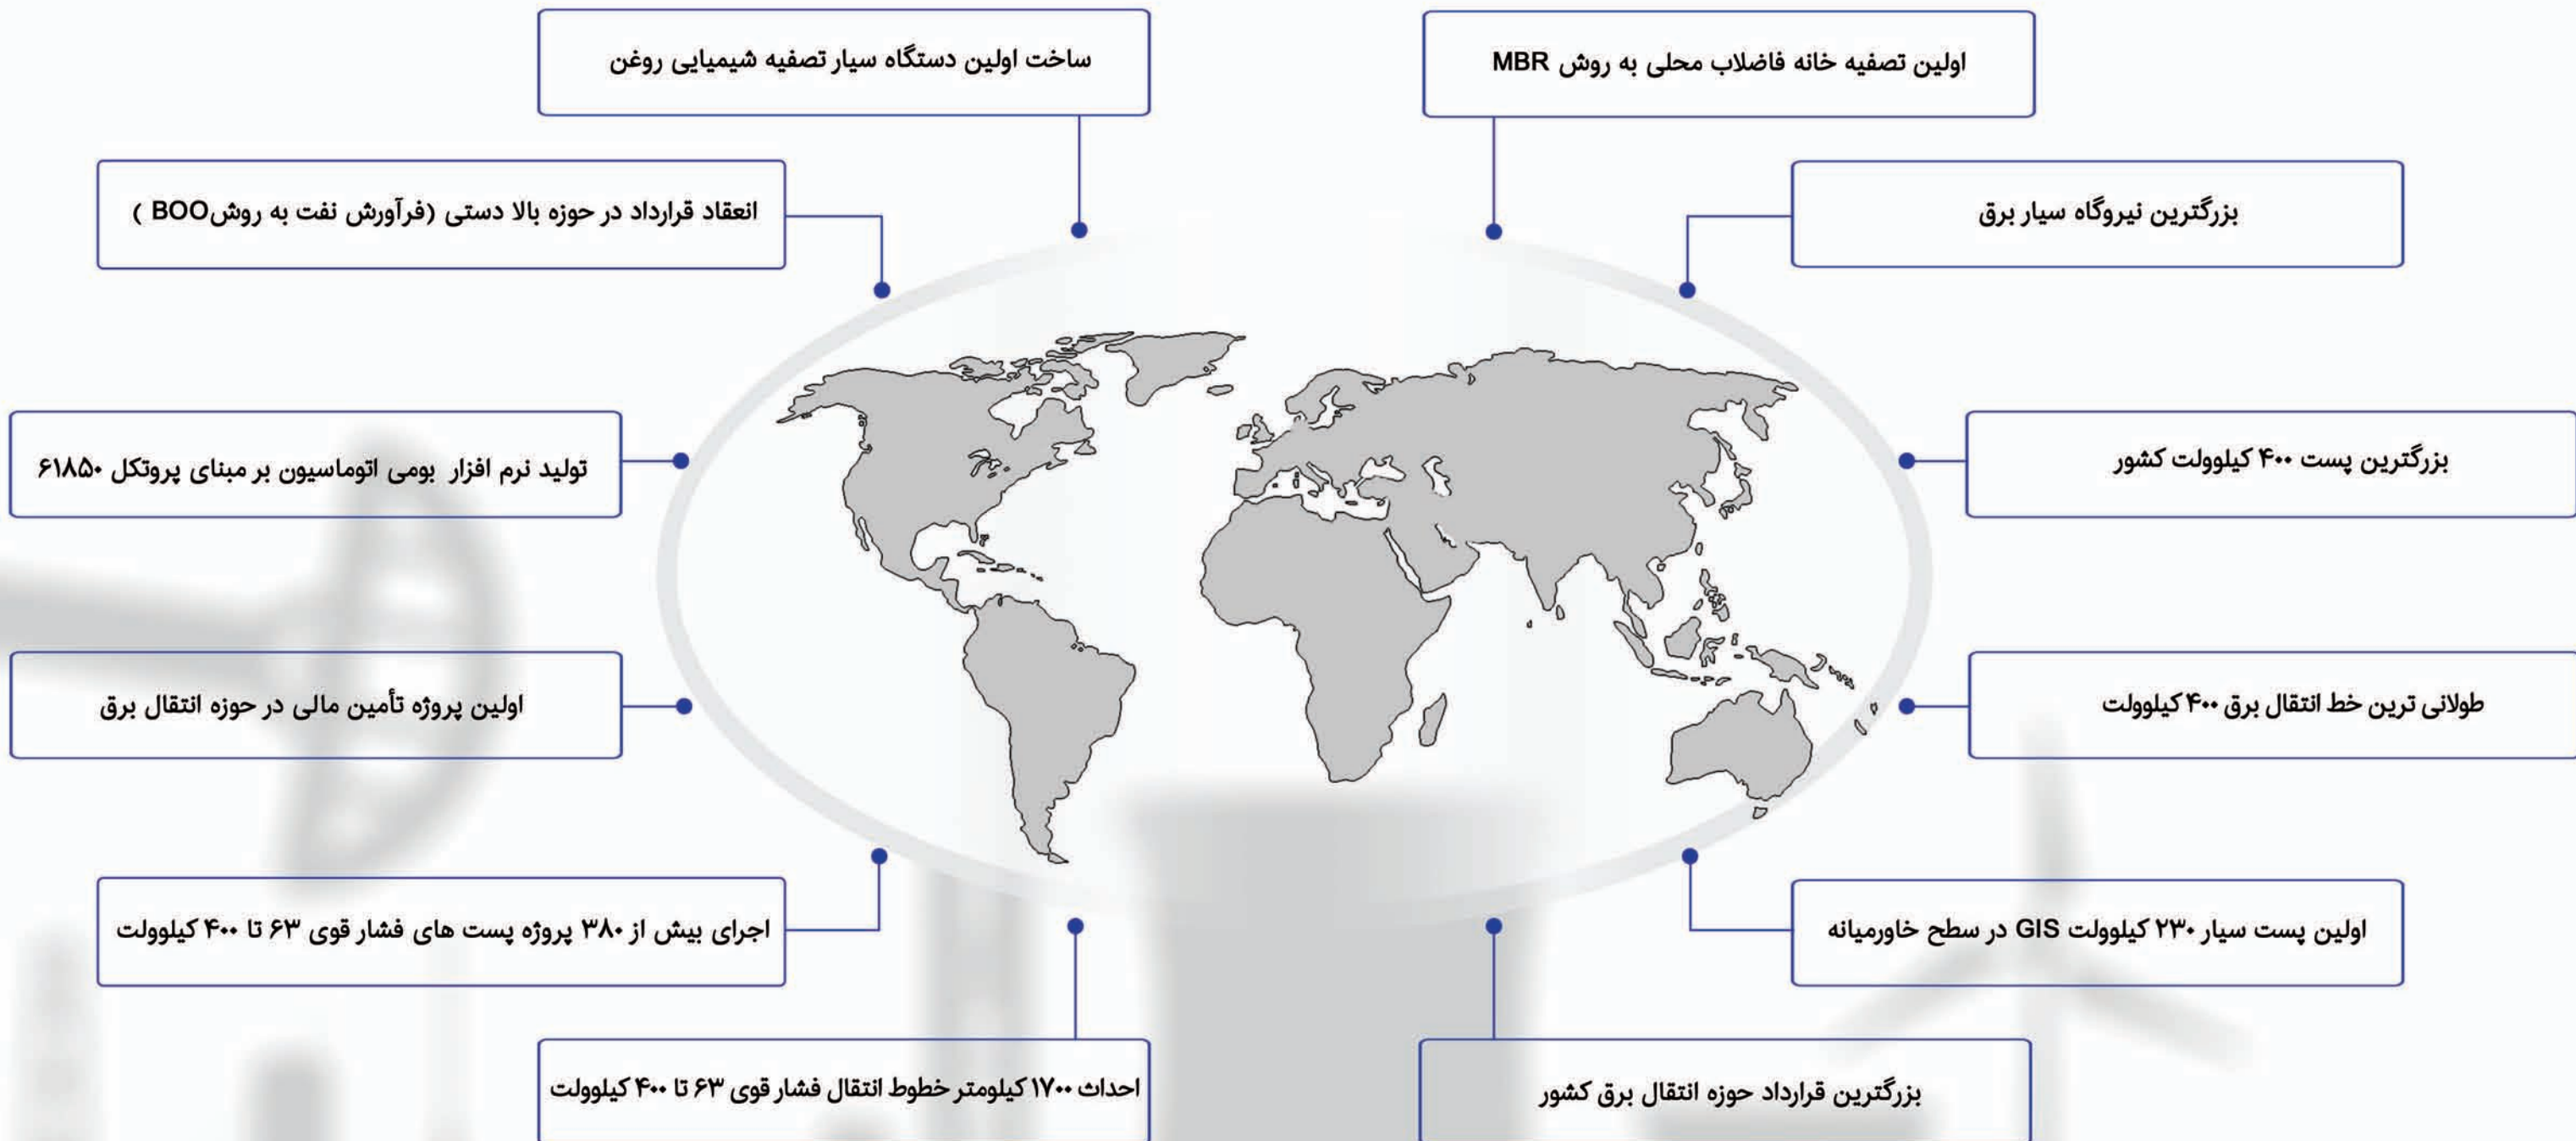 اولین تصفیه خانه فاضلاب محلی به روش MBR
ساخت اولین دستگاه سیار تصفیه شیمیایی روغن
بزرگترین نیروگاه سیار برق
انعقاد قرارداد در حوزه بالا دستی (فرآورش نفت به روشBOO )
بزرگترین پست ۴۰۰ کیلوولت کشور
تولید نرم افزار بومی اتوماسیون بر مبنای پروتکل ۶۱۸۵۰
طولانی ترین خط انتقال برق ۴۰۰ کیلوولت
اولین پروژه تأمین مالی در حوزه انتقال برق
اولین پست سیار ۲۳۰ کیلوولت GIS در سطح خاورمیانه
اجرای بیش از ۳۸۰ پروژه پست های فشار قوی ۶۳ تا ۴۰۰ کیلوولت
بزرگترین قرارداد حوزه انتقال برق کشور
احداث ۱۷۰۰ کیلومتر خطوط انتقال فشار قوی ۶۳ تا ۴۰۰ کیلوولت